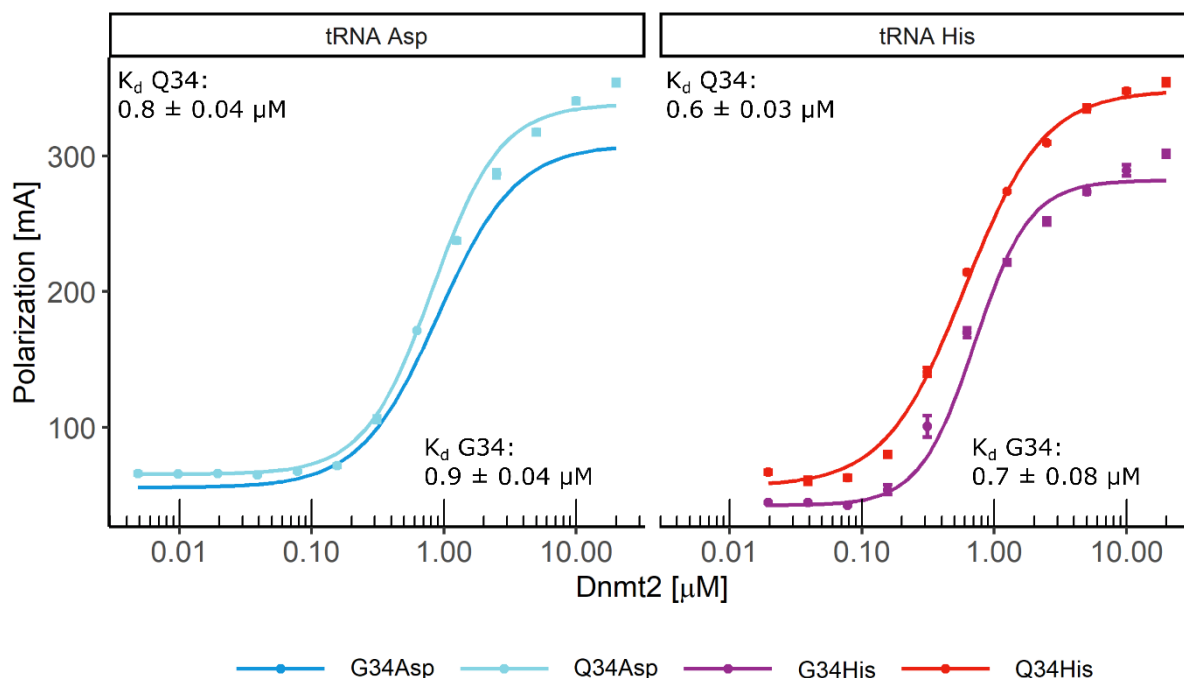 tRNA Asp
tRNA His
Kd Q34:
0.8 ± 0.04 µM
Kd Q34:
0.6 ± 0.03 µM
Polarization [mA]
300
200
100
Kd G34:
0.9 ± 0.04 µM
Kd G34:
0.7 ± 0.08 µM
0.01 0.10 1.00 10.00
0.01 0.10 1.00 10.00
Dnmt2 [µM]
G34Asp Q34Asp G34His Q34His